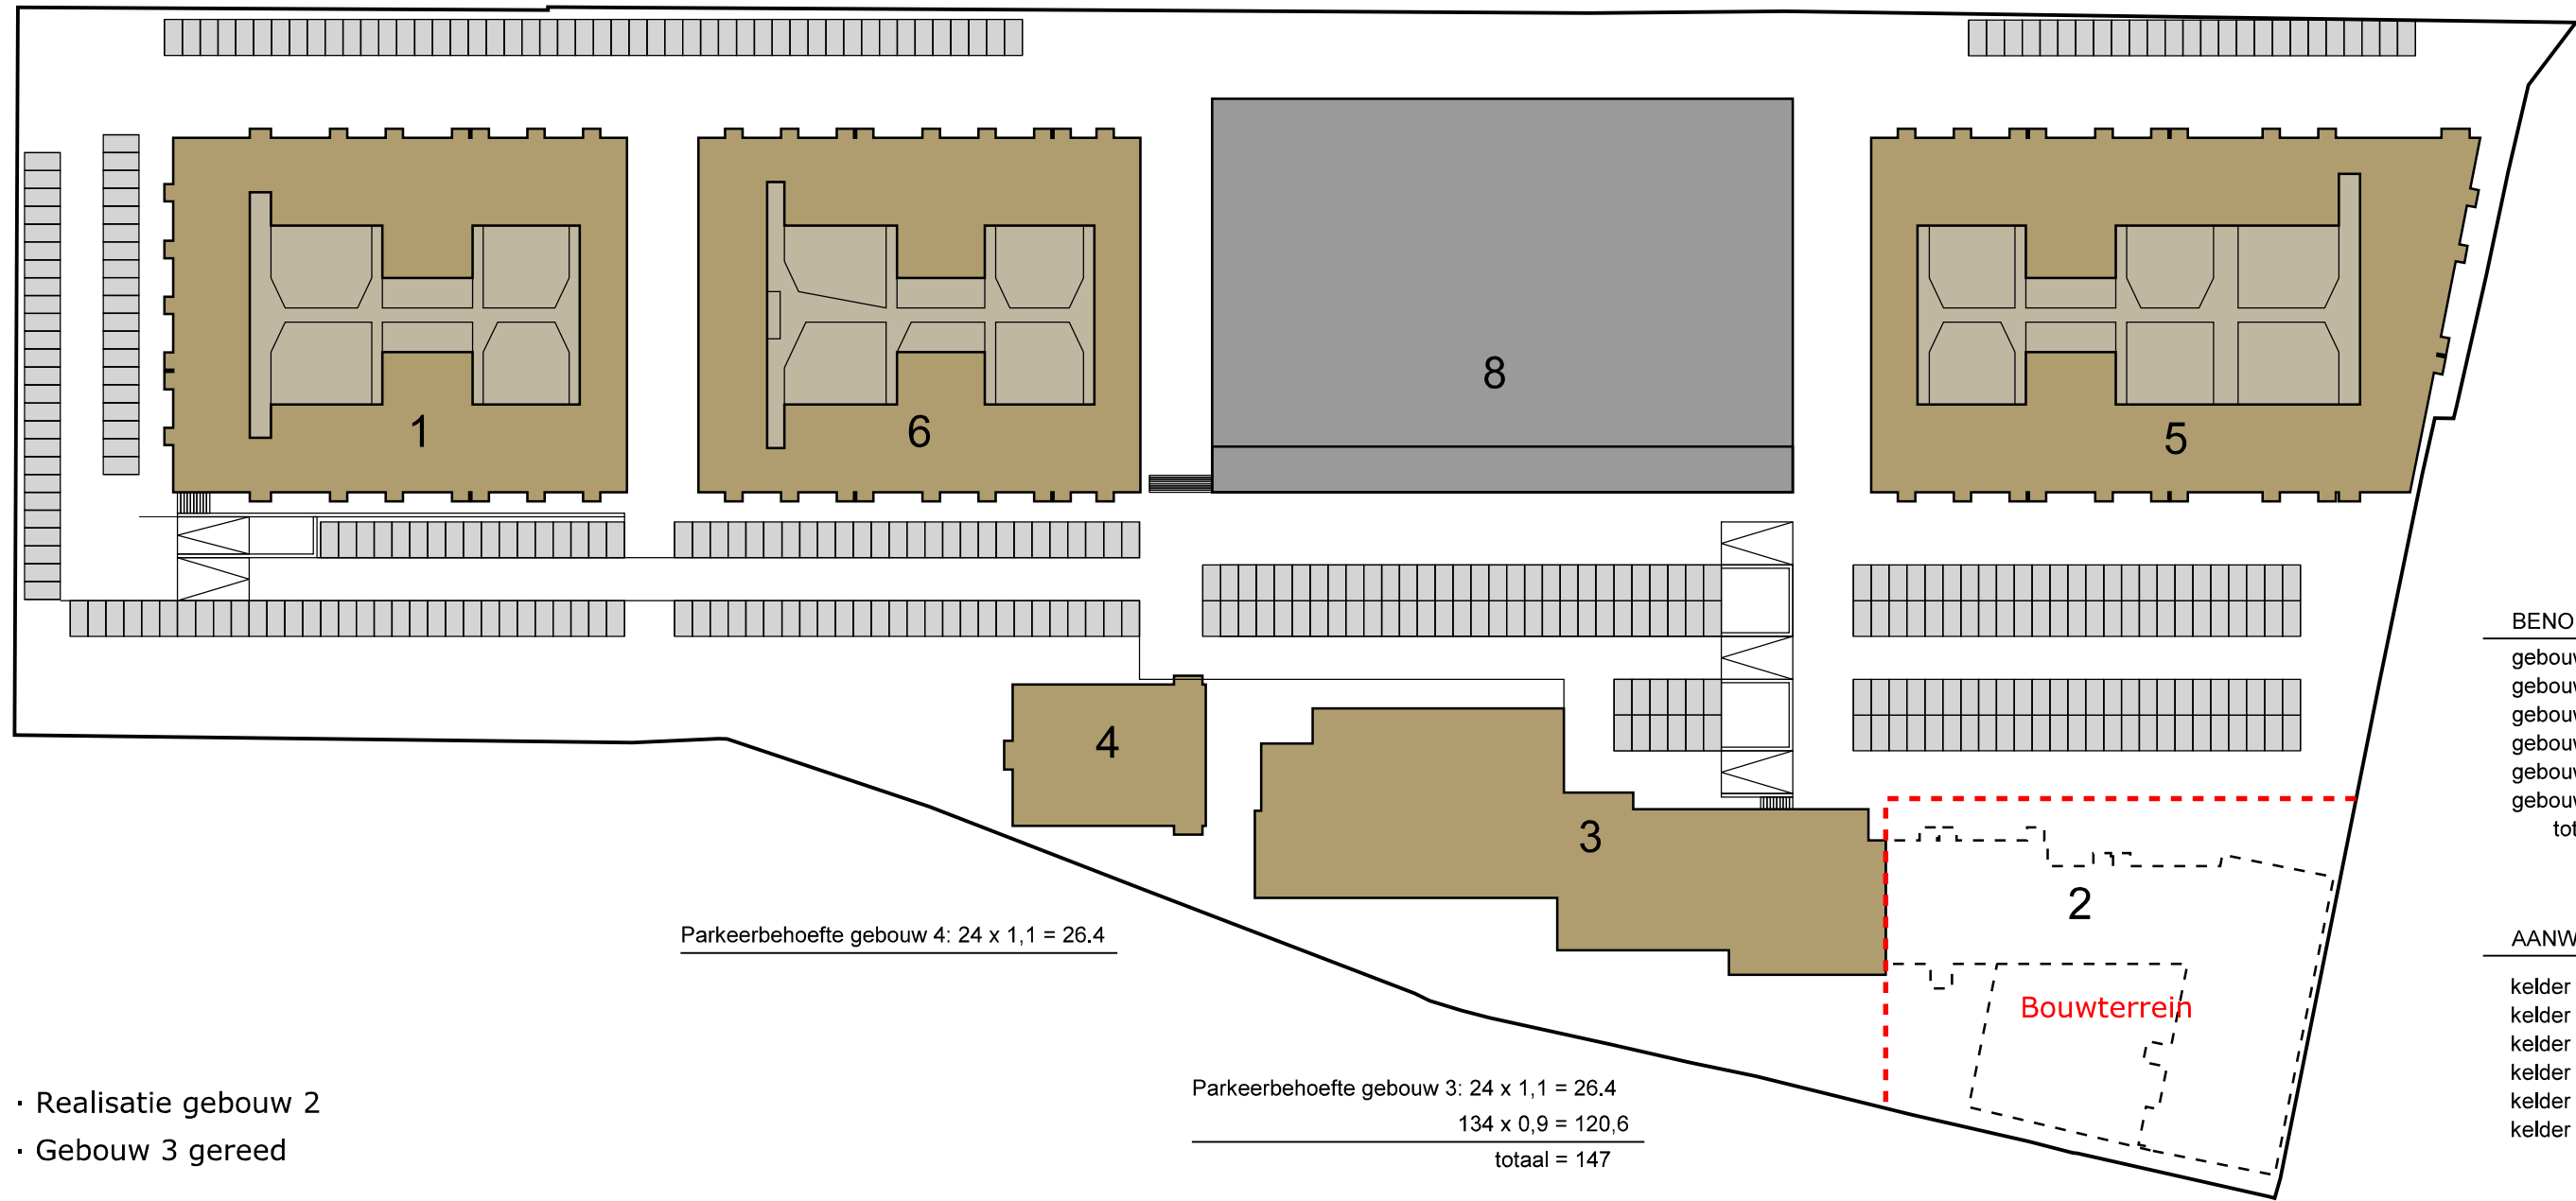 1
6
8
5
4
3
2
Bouwterrein
Parkeerbehoefte gebouw 4: 24 x 1,1 = 26.4
Parkeerbehoefte gebouw 3: 24 x 1,1 = 26.4
134 x 0,9 = 120,6
totaal = 147
· Realisatie gebouw 2
· Gebouw 3 gereed
kelder
kelder
kelder
kelder
kelder
kelder